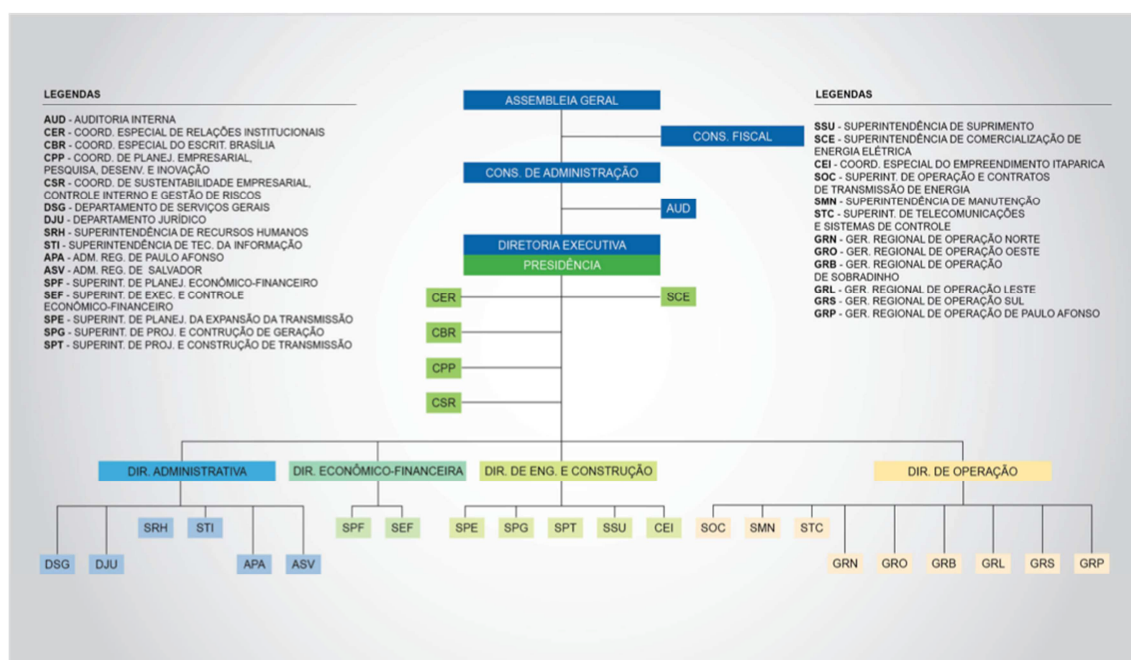 LEGENDAS
AUD - AUDITORIA INTERNA
CER - COORD. ESPECIAL DE RELAÇÕES INSTITUCIONAIS
CBR - COORD. ESPECIAL DO ESCRIT. BRASÍLIA
CPP - COORD. DE PLANEJ. EMPRESARIAL,
PESQUISA, DESENV. E INOVAÇÃO
CSR - COORD. DE SUSTENTABILIDADE EMPRESARIAL,
CONTROLE INTERNO E GESTÃO DE RISCOS
DSG - DEPARTAMENTO DE SERVIÇOS GERAIS
DJU - DEPARTAMENTO JURÍDICO
SRH - SUPERINTENDÊNCIA DE RECURSOS HUMANOS
STI - SUPERINTENDÊNCIA DE TEC. DA INFORMAÇÃO
APA - ADM. REG. DE PAULO AFONSO
ASV - ADM. REG. DE SALVADOR
SPF - SUPERINT. DE PLANEJ. ECONÔMICO-FINANCEIRO
SEF - SUPERINT. DE EXEC. E CONTROLE
ECONÔMICO-FINANCEIRO
SPE - SUPERINT. DE PLANEJ. DA EXPANSÃO DA TRANSMISSÃO
SPG - SUPERINT. DE PROJ. E CONTRUÇÃO DE GERAÇÃO
SPT - SUPERINT. DE PROJ. E CONSTRUÇÃO DE TRANSMISSÃO
ASSEMBLEIA GERAL
CONS. FISCAL
CONS. DE ADMINISTRAÇÃO
AUD
DIRETORIA EXECUTIVA
PRESIDÊNCIA
CER
SCE
CBR
CPP
CSR
LEGENDAS
SSU - SUPERINTENDÊNCIA DE SUPRIMENTO
SCE - SUPERINTENDÊNCIA DE COMERCIALIZAÇÃO DE
ENERGIA ELÉTRICA
CEI - COORD. ESPECIAL DO EMPREENDIMENTO ITAPARICA
SOC - SUPERINT. DE OPERAÇÃO E CONTRATOS
DE TRANSMISSÃO DE ENERGIA
SMN - SUPERINTENDÊNCIA DE MANUTENÇÃO
STC - SUPERINT. DE TELECOMUNICAÇÕES
E SISTEMAS DE CONTROLE
GRN - GER. REGIONAL DE OPERAÇÃO NORTE
GRO - GER. REGIONAL DE OPERAÇÃO OESTE
GRB - GER. REGIONAL DE OPERAÇÃO
DE SOBRADINHO
GRL - GER. REGIONAL DE OPERAÇÃO LESTE
GRS - GER. REGIONAL DE OPERAÇÃO SUL
GRP - GER. REGIONAL DE OPERAÇÃO DE PAULO AFONSO
DIR. ADMINISTRATIVA
DIR. ECONÔMICO-FINANCEIRA
DIR. DE ENG. E CONSTRUÇÃO
DIR. DE OPERAÇÃO
SRH
STI
SPF
SEF
SPE
SPG
SPT
SSU
CEI
SOC
SMN
STC
DSG
DJU
APA
ASV
GRN
GRO
GRB
GRL
GRS
GRP